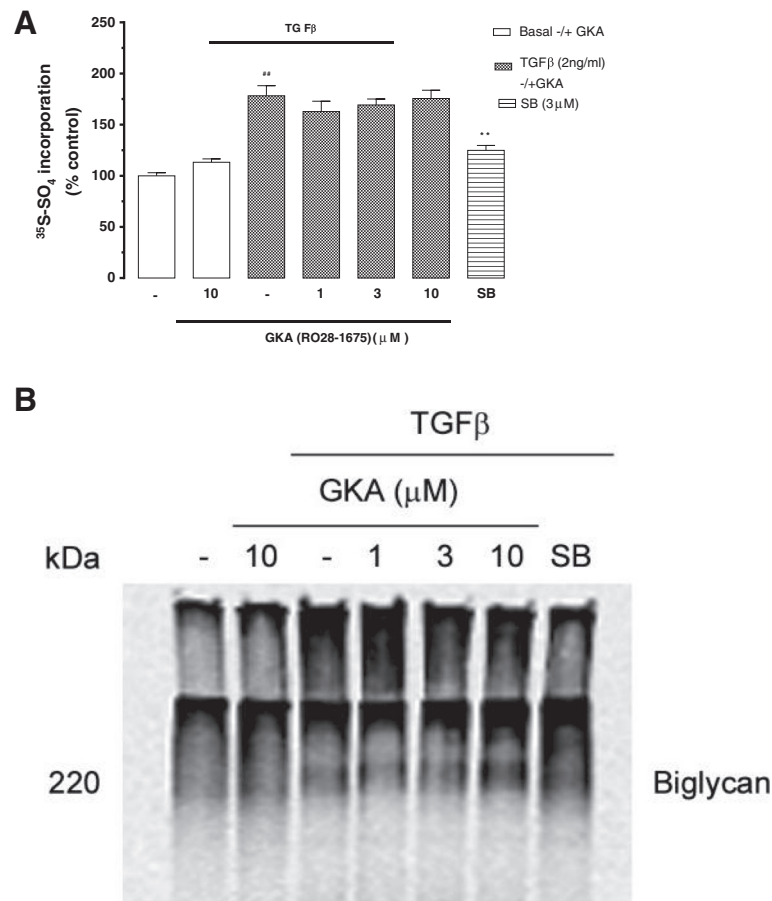 A
TG Fβ
Basal -/+ GKA
TGFβ (2ng/ml)
-/+GKA
SB (3μM)
##
**
250
200
150
100
50
0
35S-SO4 incorporation
(% control)
- 10 - 1 3 10 SB
GKA (RO28-1675)(μ M )
B
TGFβ
GKA (μM)
kDa - 10 - 1 3 10 SB
220 Biglycan